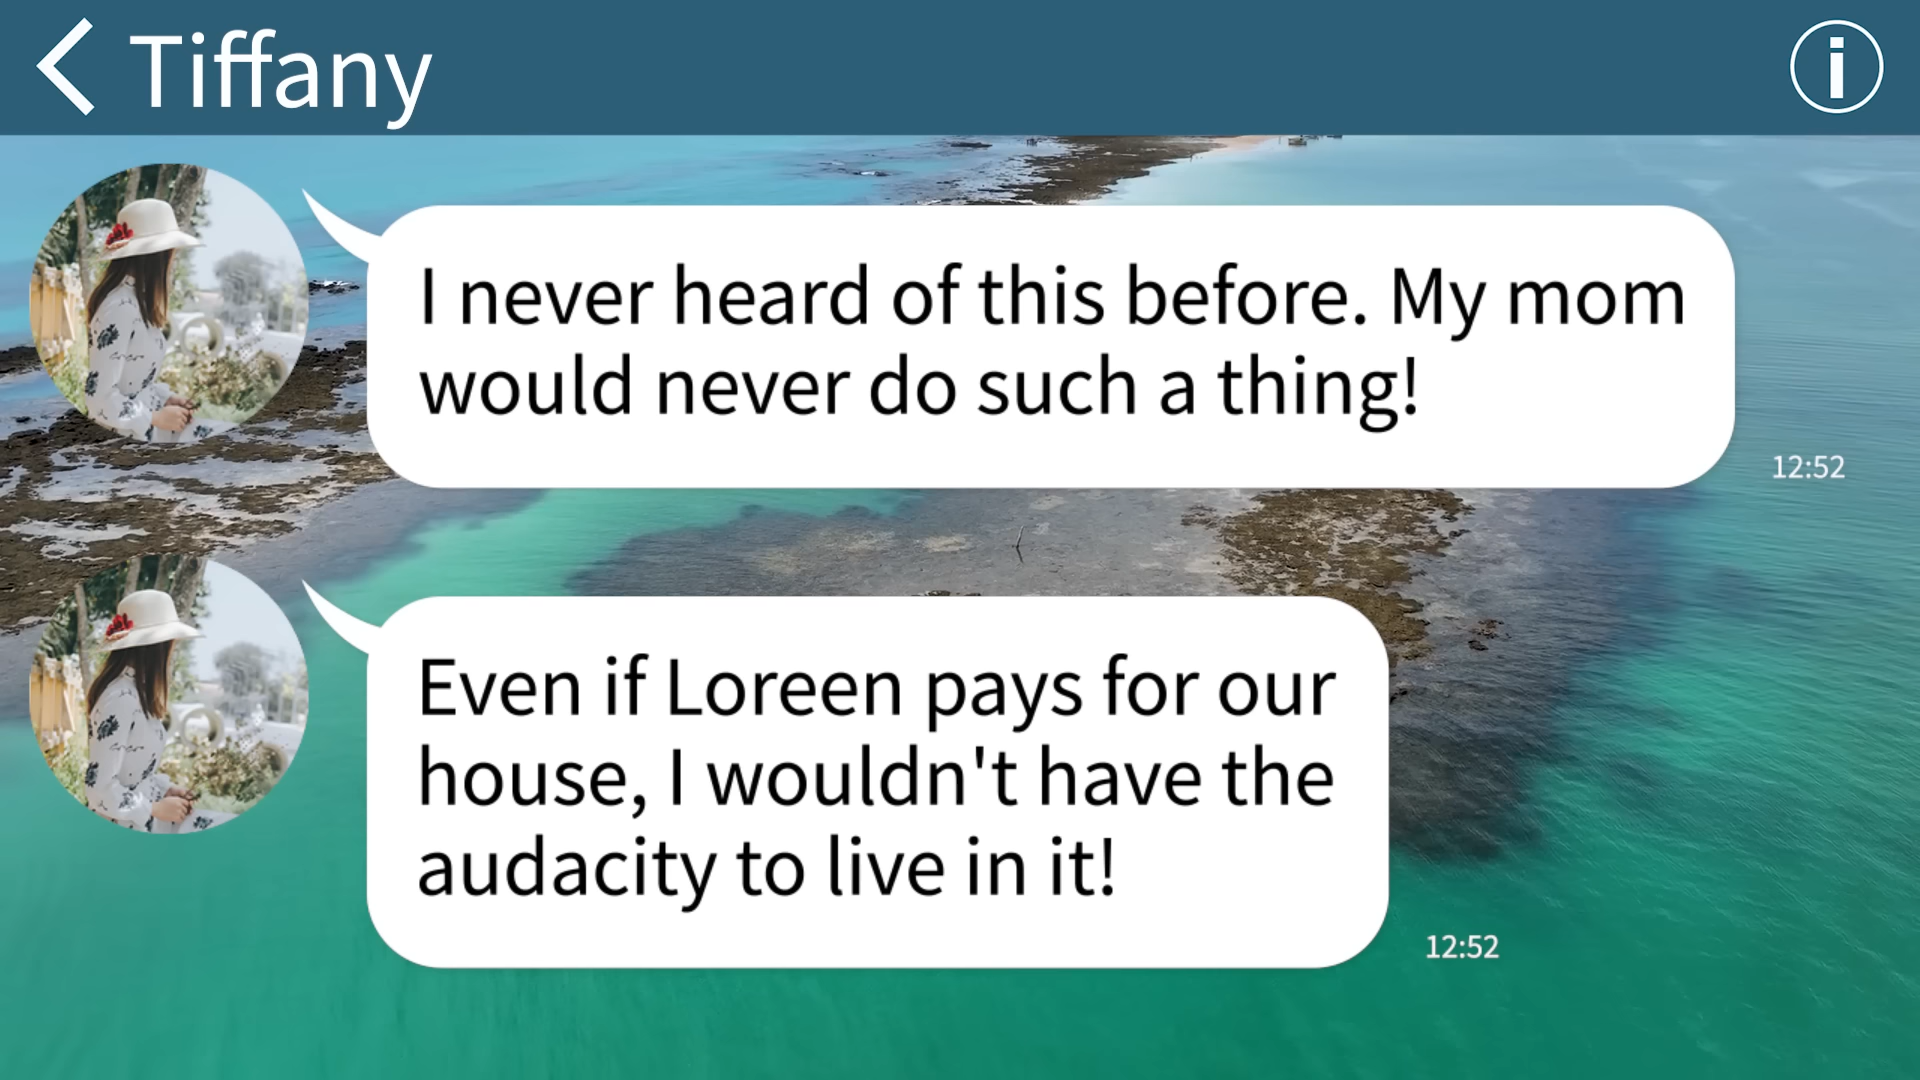 Tiffany
I never heard of this before. My mom
would never do such a thing!
12:52
Even if Loreen pays for our
house, I wouldn't have the
audacity to live in it!
12:52